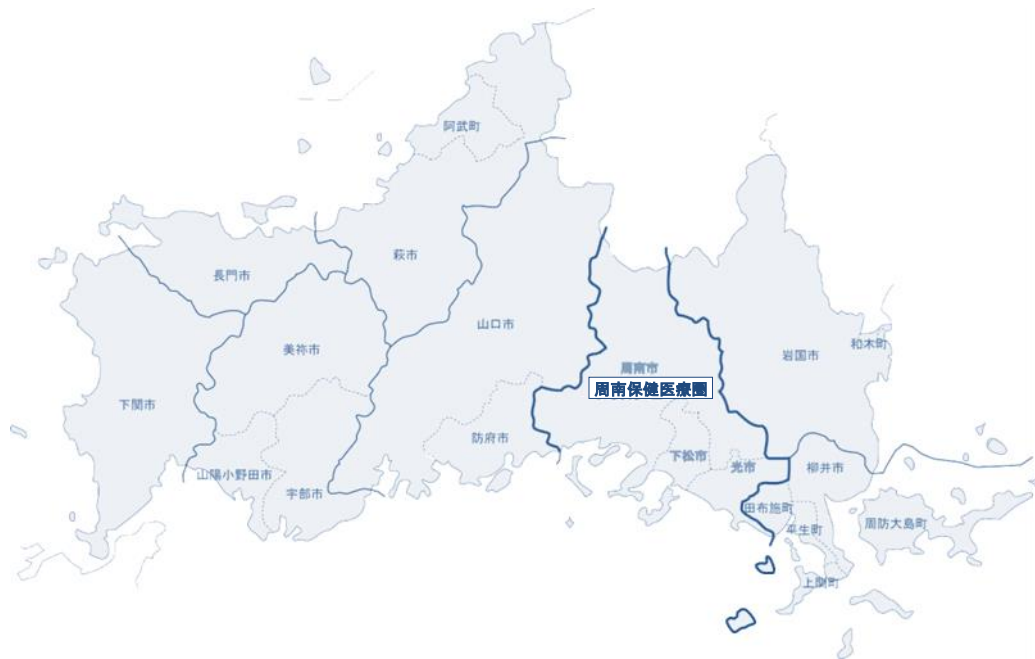 阿武町
萩市
長門市
山口市
美祢市
岩国市
和木町
周南市
周南保健医療圏
下関市
防府市
下松市
光市
柳井市
山陽小野田市
宇部市
田布施町
平生町
周防大島町
上関町